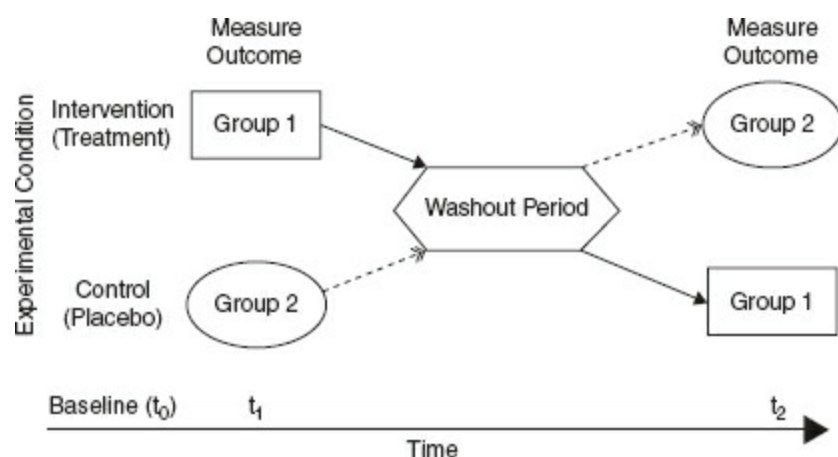 Measure
Outcome
Measure
Outcome
Intervention
(Treatment)
Group 1
Group 2
Washout Period
Experimental Condition
Control
(Placebo)
Group 2
Group 1
Baseline (t0)
t1
t2
Time